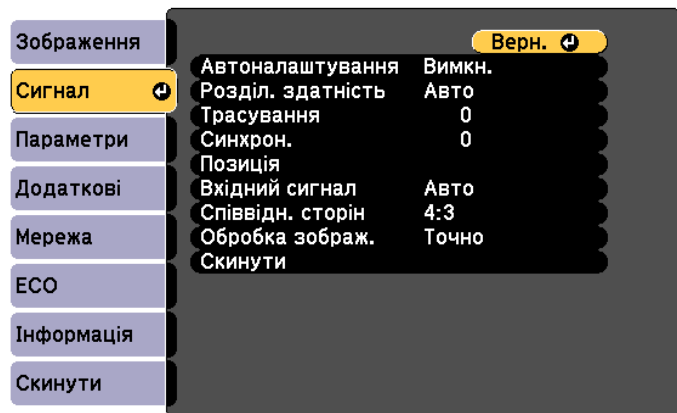 Зображення
Сигнал
Параметри
Додаткові
Мережа
ECO
Інформація
Скинути
Верн.
Автоналаштування Вимкн.
Розділ. здатність Авто
Трасування 0
Синхрон. 0
Позиція
Вхідний сигнал Авто
Співвідн. сторін 4:3
Обробка зображ. Точно
Скинути